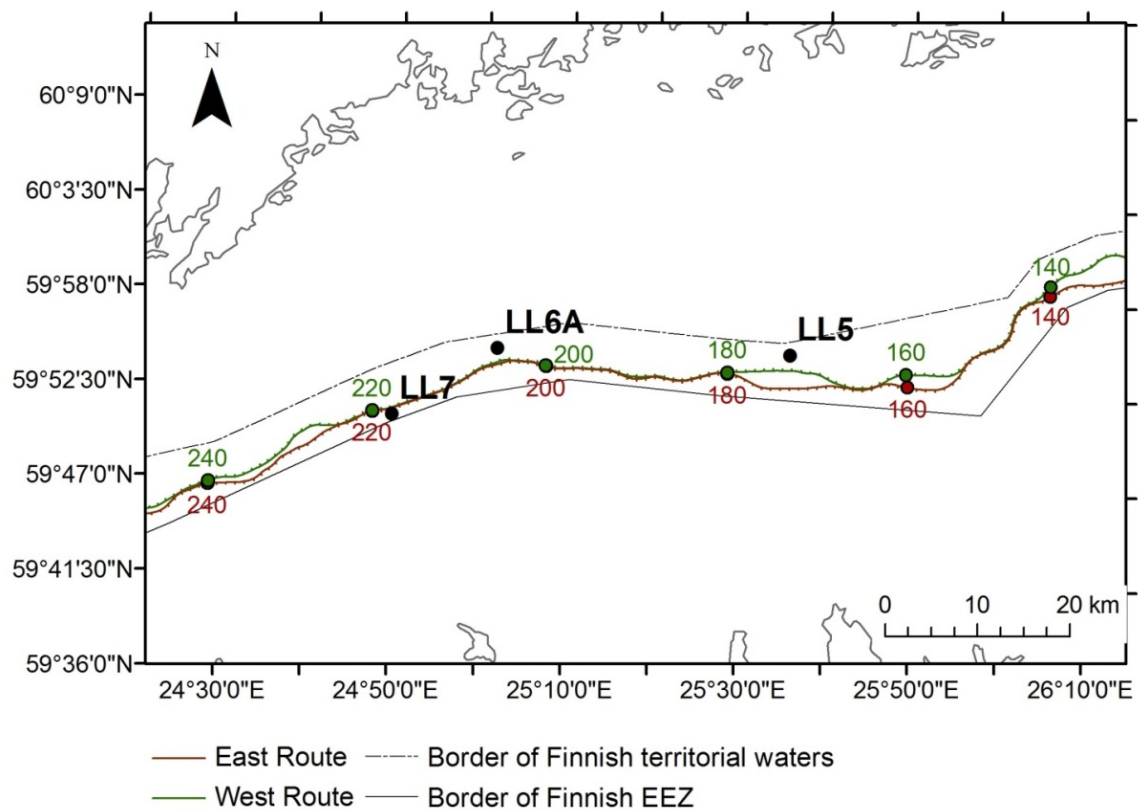 N
60°9'0"N
60°3'30"N
59°58'0"N
59°52'30"N
59°47'0"N
59°41'30"N
59°36'0"N
140
140
LL6A
LL5
200
180
160
200
180
160
220
LL7
220
240
240
0 10 20 km
24°30'0"E 24°50'0"E 25°10'0"E 25°30'0"E 25°50'0"E 26°10'0"E
East Route Border of Finnish territorial waters
West Route Border of Finnish EEZ